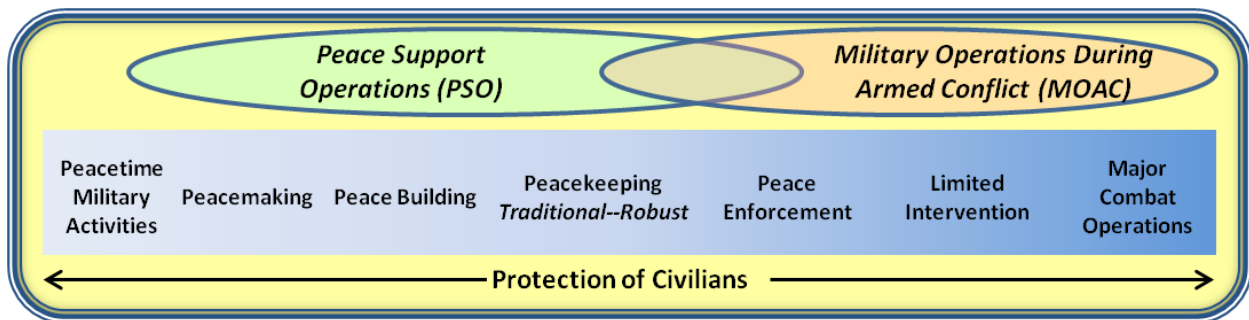 Peace Support
Operations (PSO)
Military Operations During
Armed Conflict (MOAC)
Peacetime
Military
Activities
Peacemaking
Peace Building
Peacekeeping
Traditional--Robust
Peace
Enforcement
Limited
Intervention
Major
Combat
Operations
Protection of Civilians